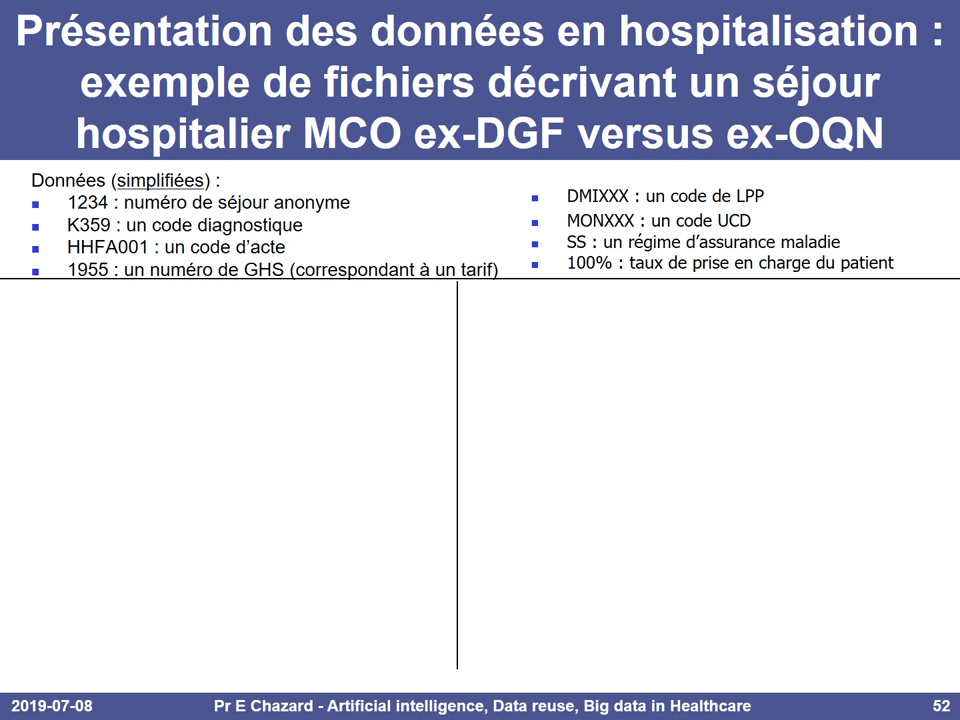 Présentation des données en hospitalisation :
exemple de fichiers décrivant un séjour
hospitalier MCO ex-DGF versus ex-OQN
Données (simplifiées) :
1234 : numéro de séjour anonyme
K359 : un code diagnostique
HHFA001 : un code d'acte
1955 : un numéro de GHS (correspondant à un tarif)
DMIXXX : un code de LPP
MONXXX : un code UCD
SS : un régime d’assurance maladie
100% : taux de prise en charge du patient
2019-07-08 Pr E Chazard - Artificial intelligence, Data reuse, Big data in Healthcare 52